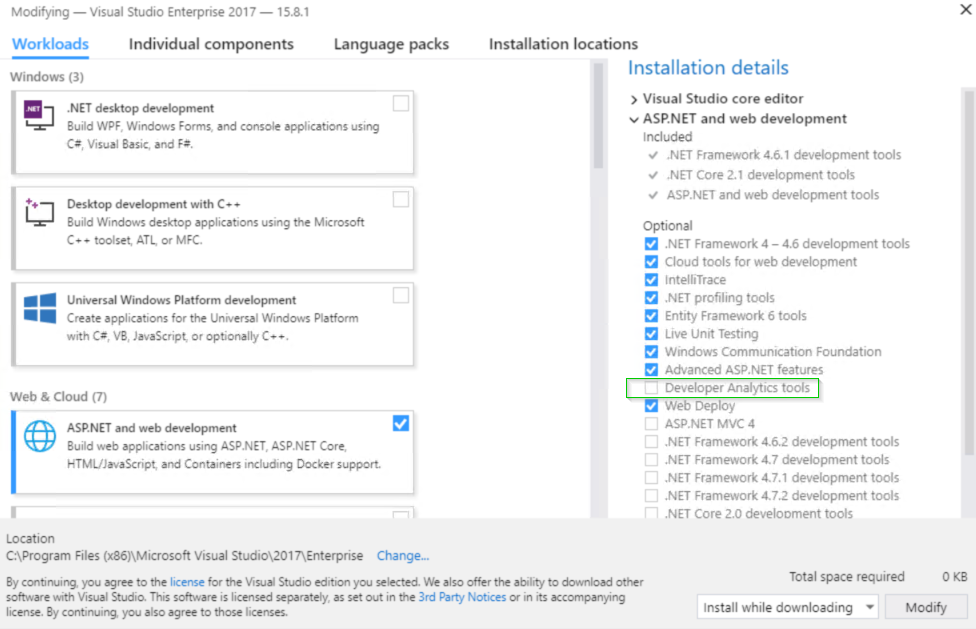 Modifying — Visual Studio Enterprise 2017 — 15.8.1
Workloads
Individual components
Language packs
Installation locations
Windows (3)
.NET
.NET desktop development
Build WPF, Windows Forms, and console applications using
C#, Visual Basic, and F#.
Desktop development with C++
Build Windows desktop applications using the Microsoft
C++ toolset, ATL, or MFC.
Universal Windows Platform development
Create applications for the Universal Windows Platform
with C#, VB, JavaScript, or optionally C++.
Web & Cloud (7)
ASP.NET and web development
Build web applications using ASP.NET, ASP.NET Core,
HTML/JavaScript, and Containers including Docker support.
Installation details
Visual Studio core editor
ASP.NET and web development
Included
.NET Framework 4.6.1 development tools
.NET Core 2.1 development tools
ASP.NET and web development tools
Optional
.NET Framework 4 – 4.6 development tools
Cloud tools for web development
IntelliTrace
.NET profiling tools
Entity Framework 6 tools
Live Unit Testing
Windows Communication Foundation
Advanced ASP.NET features
Developer Analytics tools
Web Deploy
ASP.NET MVC 4
.NET Framework 4.6.2 development tools
.NET Framework 4.7 development tools
.NET Framework 4.7.1 development tools
.NET Framework 4.7.2 development tools
.NET Core 2.0 development tools
Location
C:\Program Files (x86)\Microsoft Visual Studio\2017\Enterprise Change...
By continuing, you agree to the license for the Visual Studio edition you selected. We also offer the ability to download other
software with Visual Studio. This software is licensed separately, as set out in the 3rd Party Notices or in its accompanying
license. By continuing, you also agree to those licenses.
Total space required 0 KB
Install while downloading
Modify